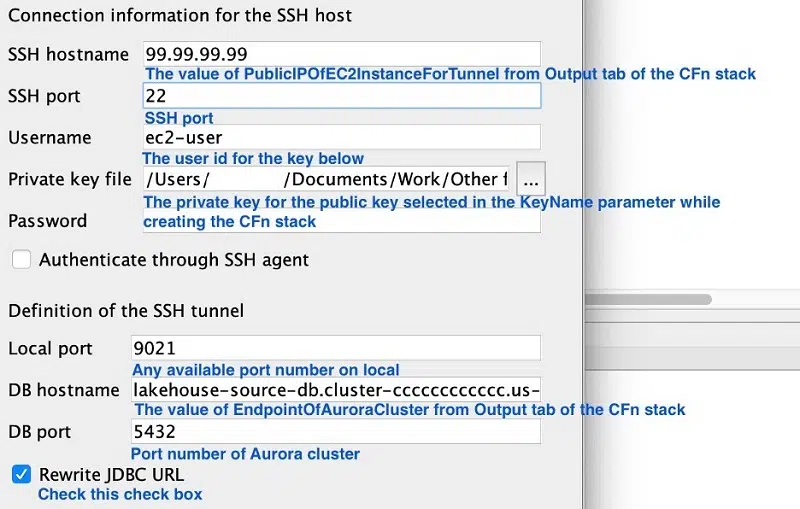 Connection information for the SSH host
SSH hostname 99.99.99.99
The value of PublicIPOfEC2InstanceForTunnel from Output tab of the CFn stack
SSH port 22
SSH port
Username ec2-user
The user id for the key below
Private key file /Users/ /Documents/Work/Other f ...
The private key for the public key selected in the KeyName parameter while
Password creating the CFn stack
Authenticate through SSH agent
Definition of the SSH tunnel
Local port 9021
Any available port number on local
DB hostname lakehouse-source-db.cluster-cccccccccccc.us-
The value of EndpointOfAuroraCluster from Output tab of the CFn stack
DB port 5432
Port number of Aurora cluster
Rewrite JDBC URL
Check this check box